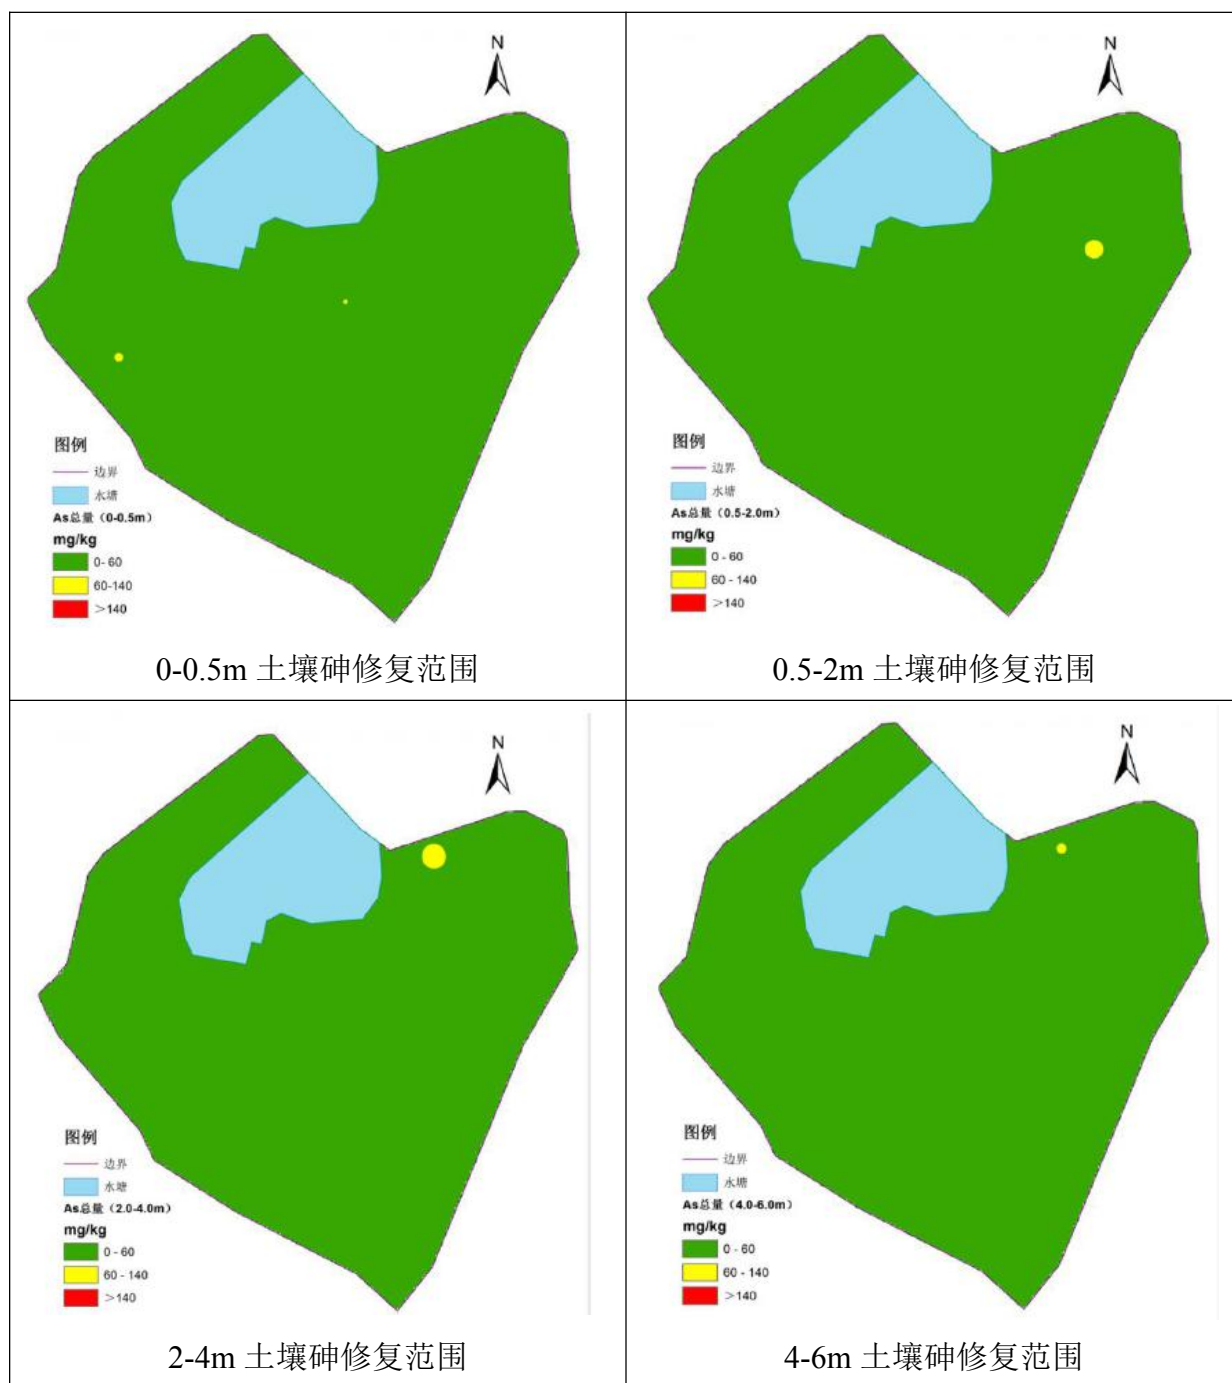 N
图例
边界
水塘
As总量（0-0.5m）
mg/kg
0- 60
60-140
＞140
0-0.5m 土壤砷修复范围
N
图例
边界
水塘
As总量（0.5-2.0m）
mg/kg
0 - 60
60 - 140
＞140
0.5-2m 土壤砷修复范围
N
图例
边界
水塘
As总量（2.0-4.0m）
mg/kg
0 - 60
60 - 140
＞140
2-4m 土壤砷修复范围
N
图例
边界
水塘
As总量（4.0-6.0m）
mg/kg
0 - 60
60 - 140
＞140
4-6m 土壤砷修复范围